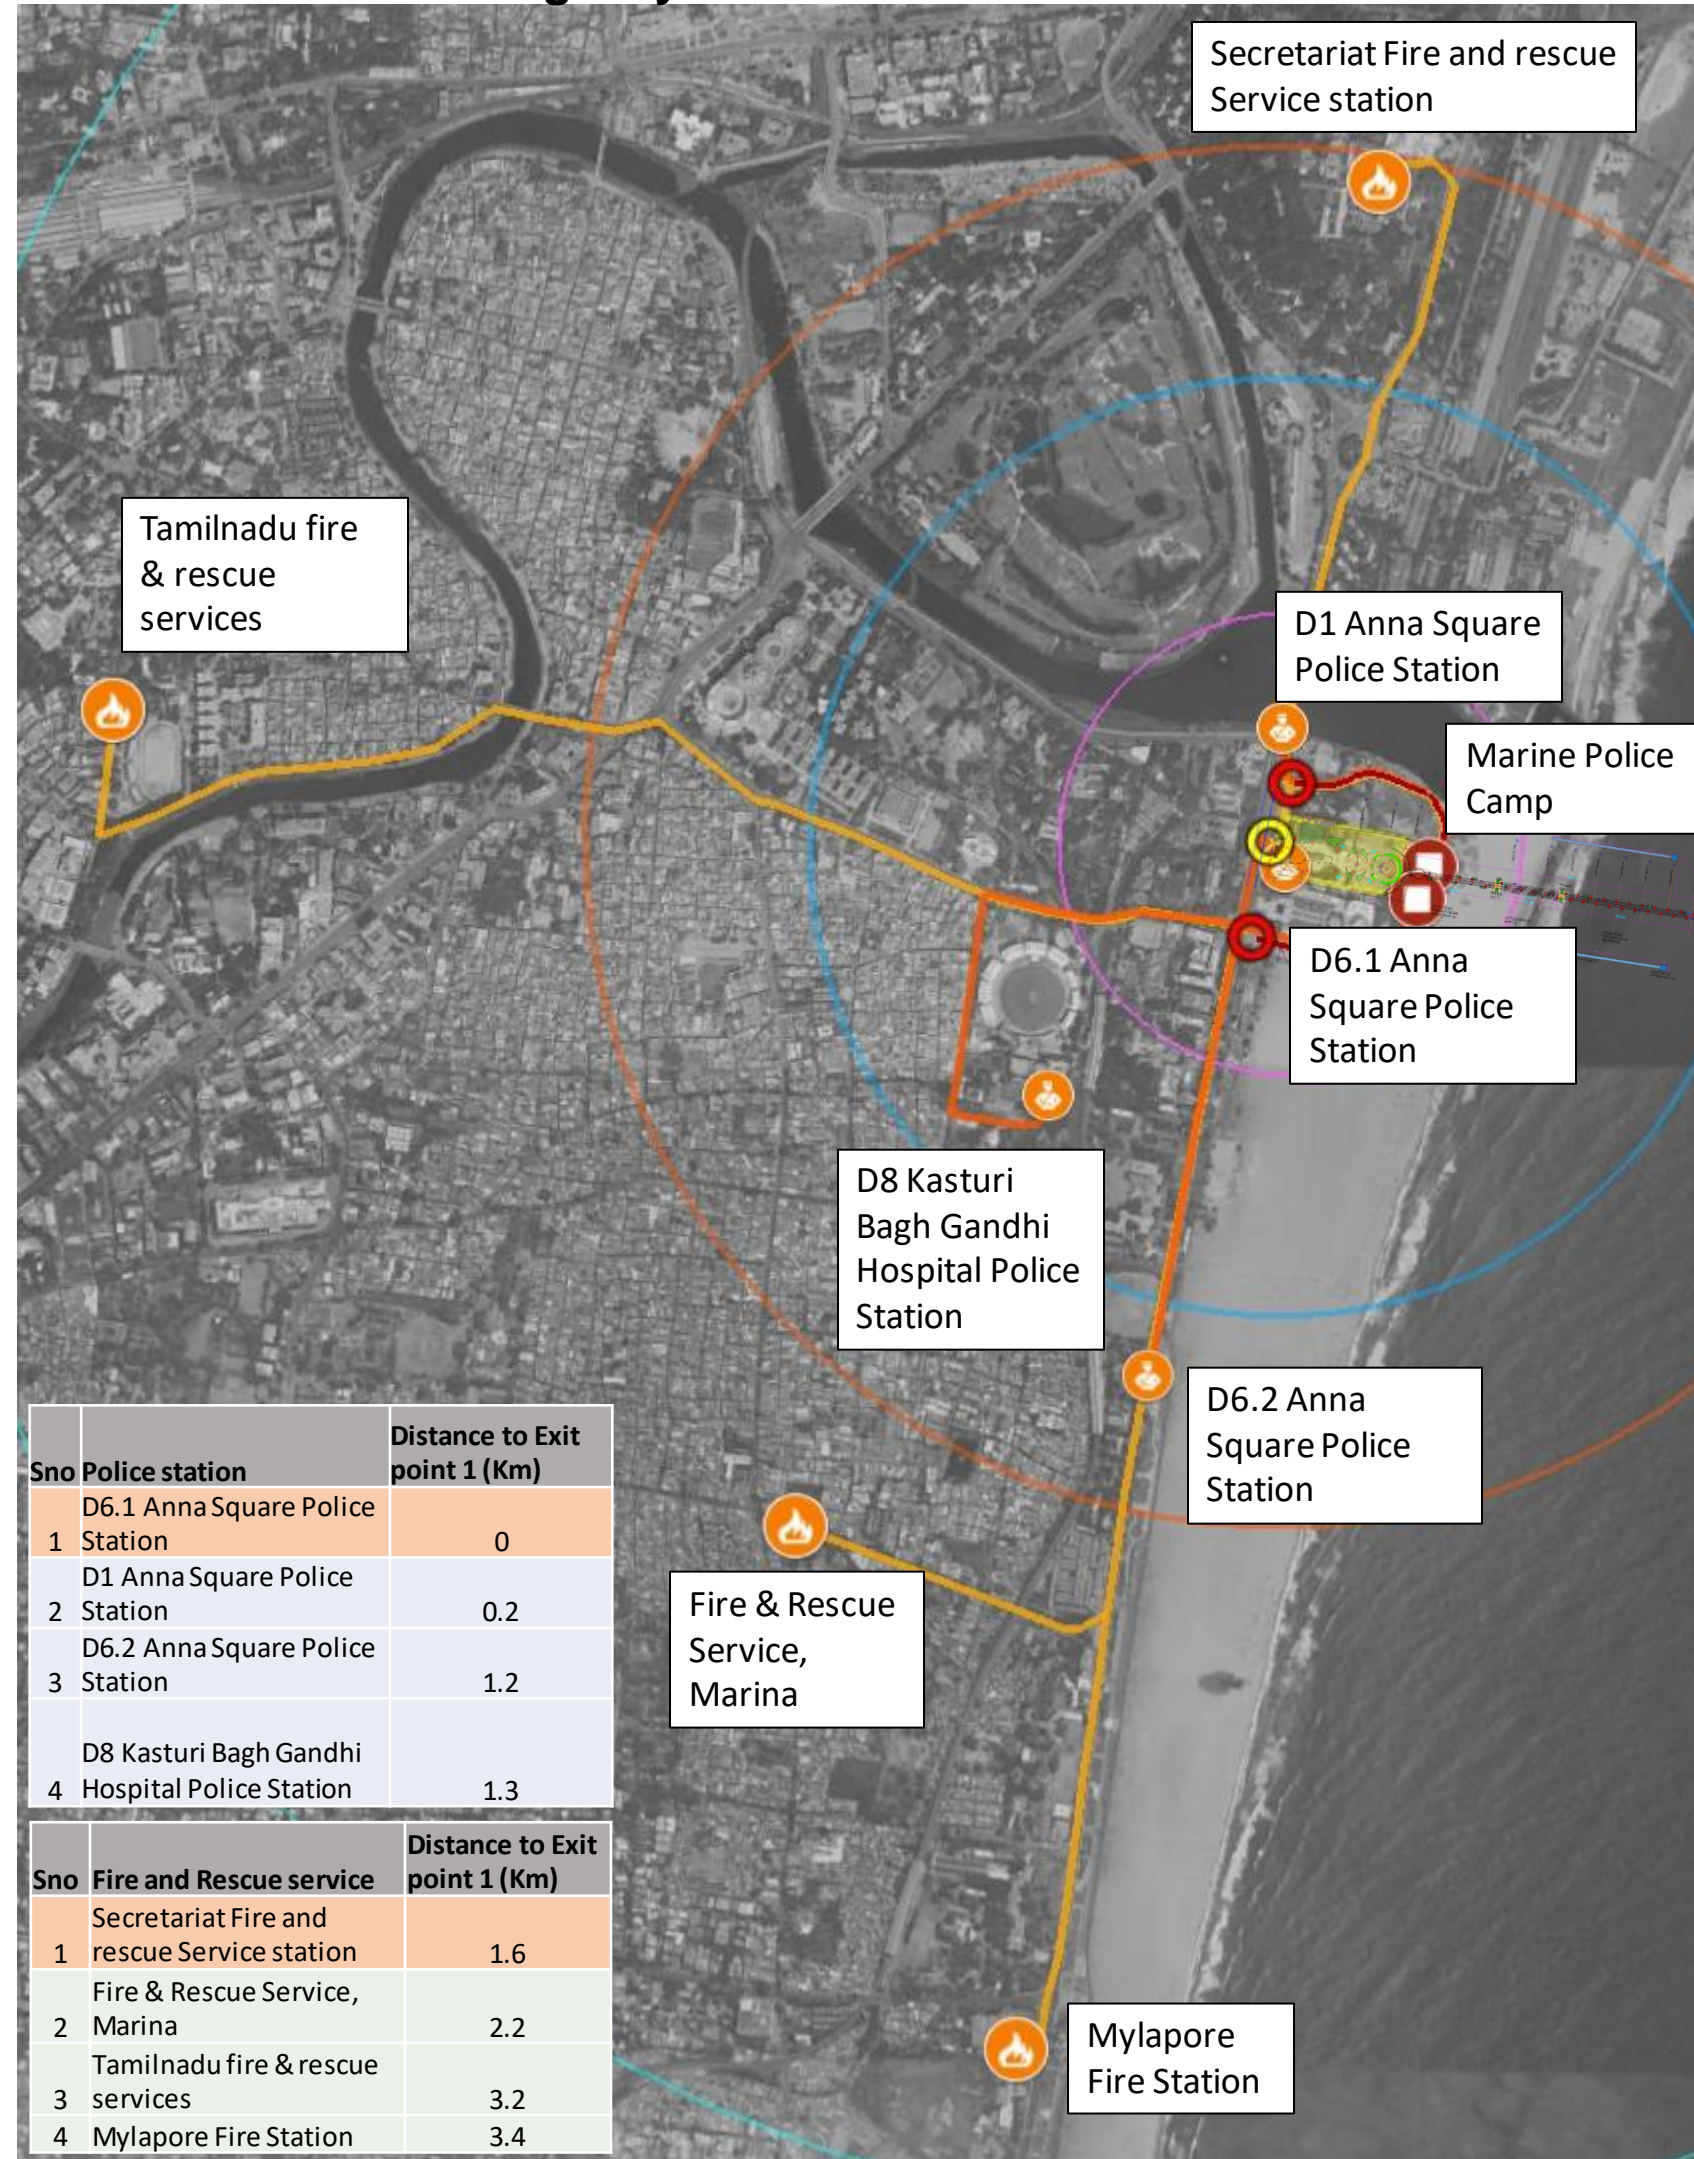 Secretariat Fire and rescue
Service station
Tamilnadu fire
& rescue
services
D1 Anna Square
Police Station
Marine Police
Camp
D6.1 Anna
Square Police
Station
D8 Kasturi
Bagh Gandhi
Hospital Police
Station
D6.2 Anna
Square Police
Station
Fire & Rescue
Service,
Marina
Mylapore
Fire Station
Distance to Exit
Sno Police station point 1 (Km)
D6.1 Anna Square Police
1 Station 0
D1 Anna Square Police
2 Station 0.2
D6.2 Anna Square Police
3 Station 1.2
D8 Kasturi Bagh Gandhi
4 Hospital Police Station 1.3
Distance to Exit
Sno Fire and Rescue service point 1 (Km)
Secretariat Fire and
1 rescue Service station 1.6
Fire & Rescue Service,
2 Marina 2.2
Tamilnadu fire & rescue
3 services 3.2
4 Mylapore Fire Station 3.4